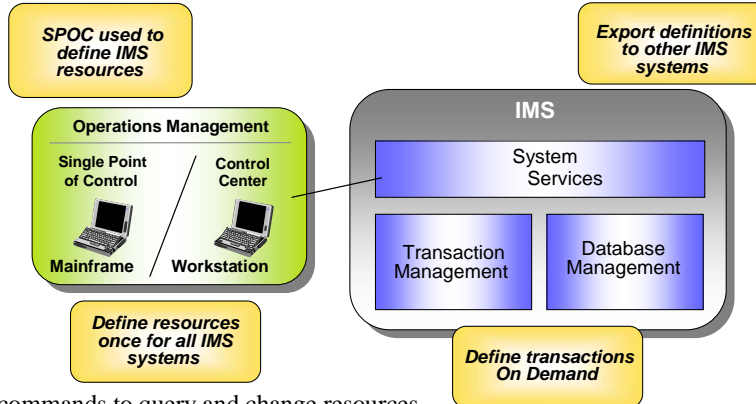 SPOC used to
define IMS
resources
Export definitions
to other IMS
systems
Operations Management
Single Point
of Control
Control
Center
Mainframe
Workstation
IMS
System
Services
Transaction
Management
Database
Management
Define resources
once for all IMS
systems
Define transactions
On Demand
commands to query and change resources